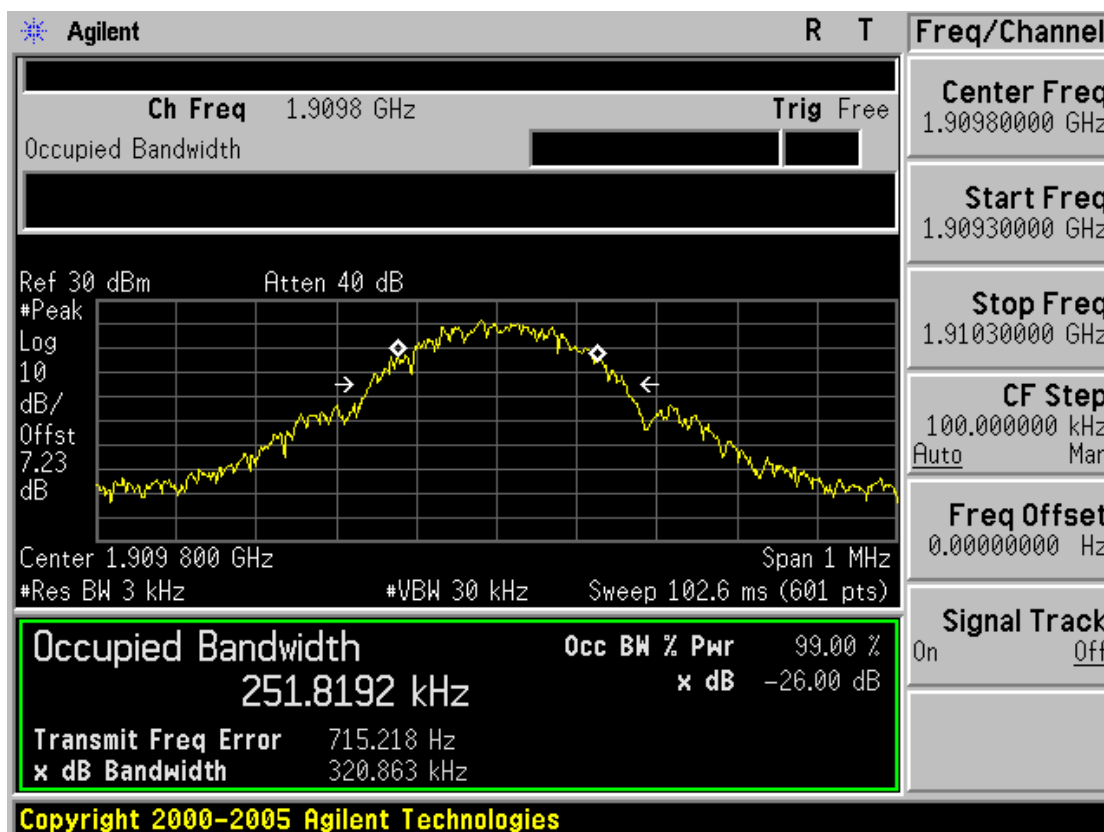 Agilent R T
Freq/Channel
Ch Freq 1.9098 GHz Trig Free
Occupied Bandwidth
Center Freq
1.90980000 GHz
Start Freq
1.90930000 GHz
Stop Freq
1.91030000 GHz
CF Step
100.000000 kHz
Auto Man
Freq Offset
0.00000000 Hz
Signal Track
On Off
Ref 30 dBm Atten 40 dB
#Peak
Log
10
dB/
Offst
7.23
dB
Center 1.909 800 GHz Span 1 MHz
#Res BW 3 kHz #VBW 30 kHz Sweep 102.6 ms (601 pts)
Occupied Bandwidth Occ BW % Pwr 99.00 %
251.8192 kHz x dB -26.00 dB
Transmit Freq Error 715.218 Hz
x dB Bandwidth 320.863 kHz
Copyright 2000-2005 Agilent Technologies